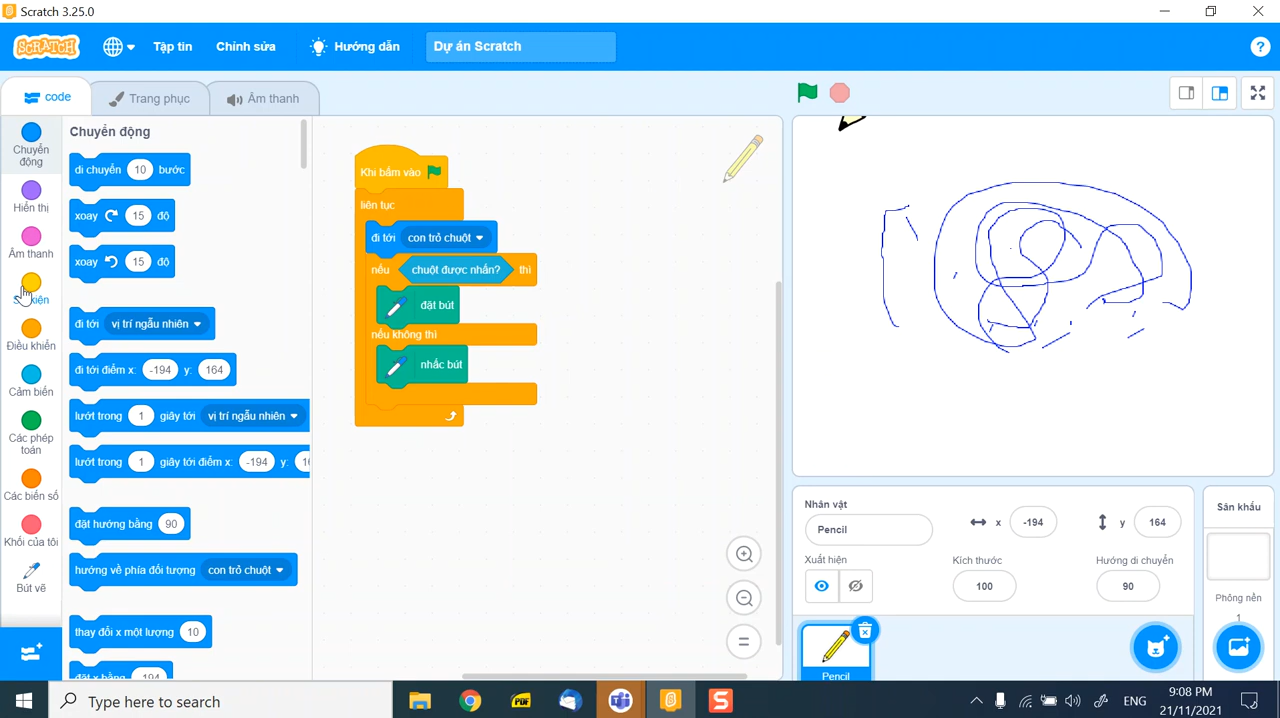 Scratch 3.25.0
SCRATCH
Tập tin
Chính sửa
Hướng dẫn
Dự án Scratch
?
code
Trang phục
Âm thanh
Chuyển động
Hiển thị
Âm thanh
kiện
Điều khiển
Cảm biến
Các phép toán
Các biến số
Khối của tôi
Bút vẽ
Chuyển động
di chuyển 10 bước
xoay 15 độ
xoay 15 độ
đi tới vị trí ngẫu nhiên
đi tới điểm x: -194 y: 164
lướt trong 1 giây tới vị trí ngẫu nhiên
lướt trong 1 giây tới điểm x: -194 y:
đặt hướng bằng 90
hướng về phía đối tượng con trỏ chuột
thay đổi x một lượng 10
đặt x bằng -194
Khi bấm vào
liên tục
đi tới con trỏ chuột
nếu chuột được nhấn? thì
đặt bút
nếu không thì
nhấc bút
Nhân vật
Pencil
x -194
y 164
Xuất hiện
Kích thước
100
Hướng di chuyển
90
Pencil
Sân khấu
Phông nền
1
Type here to search
PDF
ENG
9:08 PM
21/11/2021